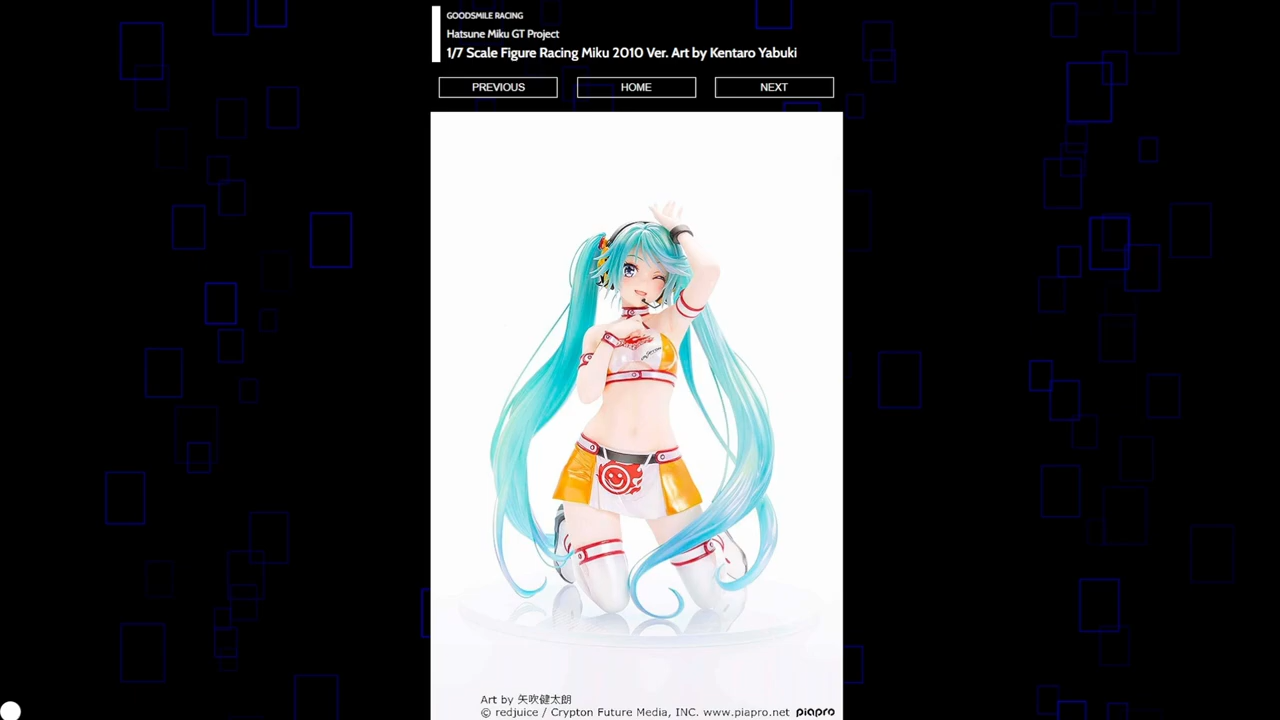 GOODSMILE RACING
Hatsune Miku GT Project
1/7 Scale Figure Racing Miku 2010 Ver. Art by Kentaro Yabuki
PREVIOUS HOME NEXT
Art by 矢吹健太朗
© redjuice / Crypton Future Media, INC. www.piapro.net piapro